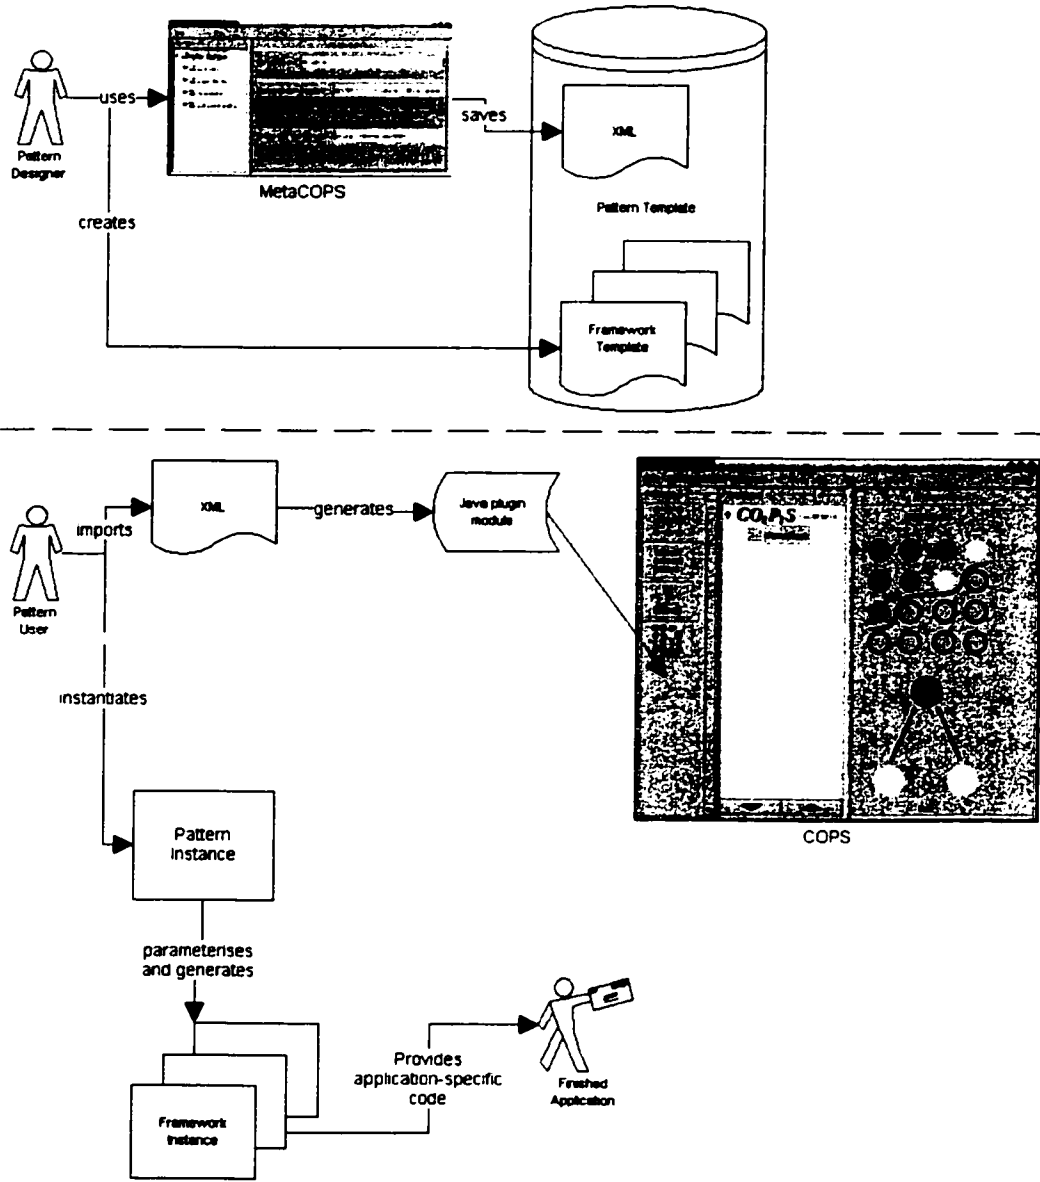 uses
saves
XML
Pattern
Designer
MetaCOPS
Pattern Template
creates
Framework
Template
XML
imports
generates
Java plugin
module
CO₂P₃S
Pattern
User
instantiates
COPS
Pattern
Instance
parameterises
and generates
Provides
application-specific
code
Finished
Application
Framework
Instance